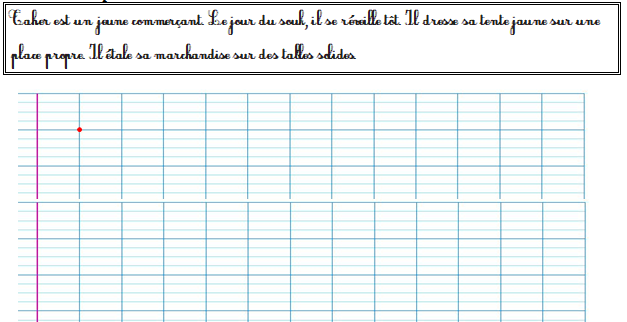 Taher est un jeune commerçant. Le jour du souk, il se réveille tôt. Il dresse sa tente jaune sur une
place propre. Il étale sa marchandise sur des tables solides.